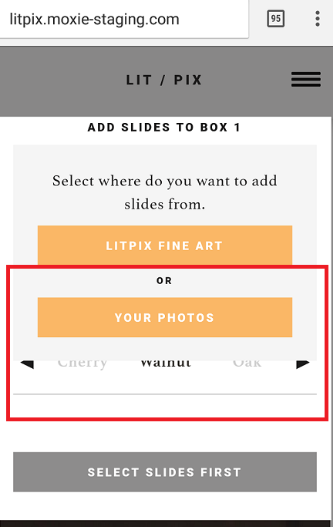 litpix.moxie-staging.com
95
LIT / PIX
ADD SLIDES TO BOX 1
Select where do you want to add
slides from.
LITPIX FINE ART
OR
YOUR PHOTOS
Cherry Walnut Oak
SELECT SLIDES FIRST